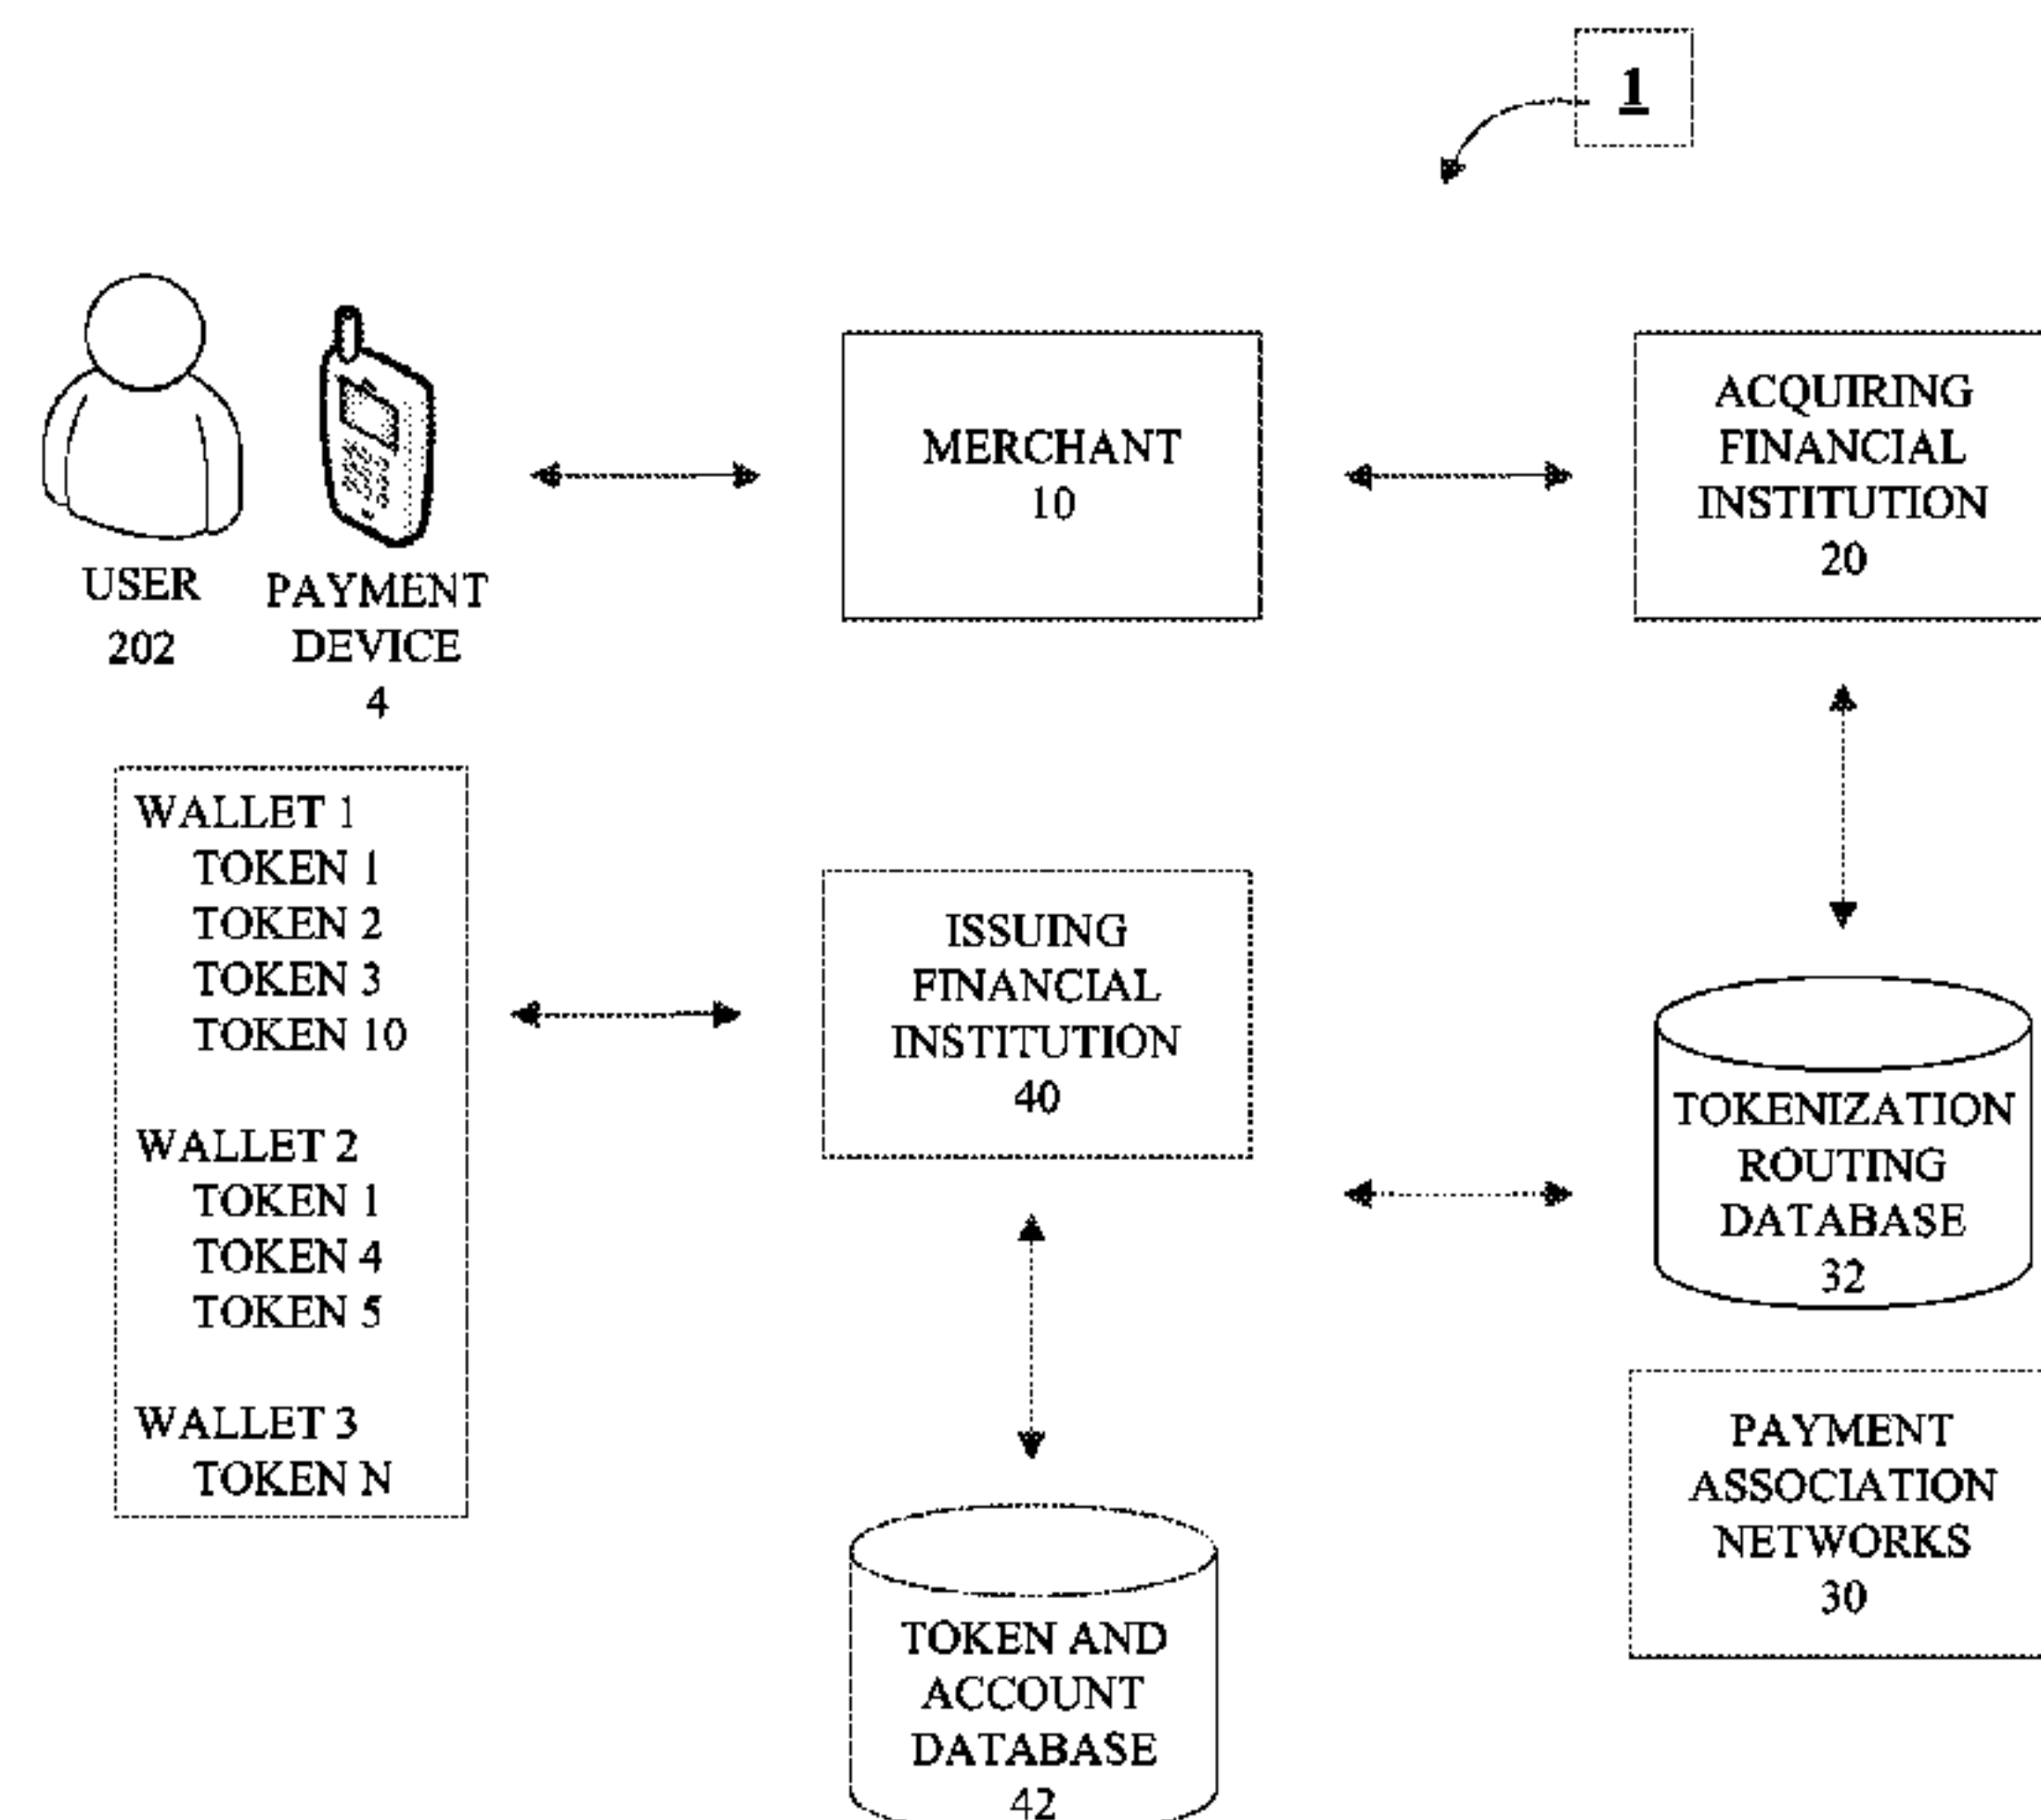 1
USER
202
PAYMENT
DEVICE
4
MERCHANT
10
ACQUIRING
FINANCIAL
INSTITUTION
20
WALLET 1
TOKEN 1
TOKEN 2
TOKEN 3
TOKEN 10
WALLET 2
TOKEN 1
TOKEN 4
TOKEN 5
WALLET 3
TOKEN N
ISSUING
FINANCIAL
INSTITUTION
40
TOKENIZATION
ROUTING
DATABASE
32
PAYMENT
ASSOCIATION
NETWORKS
30
TOKEN AND
ACCOUNT
DATABASE
42